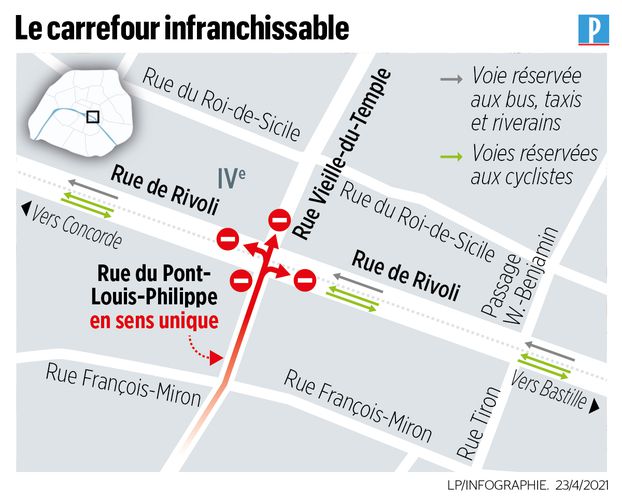 Le carrefour infranchissable
P
Rue du Roi-de-Sicile
Voie réservée
aux bus, taxis
et riverains
Voies réservées
aux cyclistes
Rue Vieille-du-Temple
IVe
Rue de Rivoli
Vers Concorde
Rue du Roi-de-Sicile
Passage
W. Benjamin
Rue de Rivoli
Rue du Pont-
Louis-Philippe
en sens unique
Rue François-Miron
Rue François-Miron
Rue Tiron
Vers Bastille
LP/INFOGRAPHIE. 23/4/2021